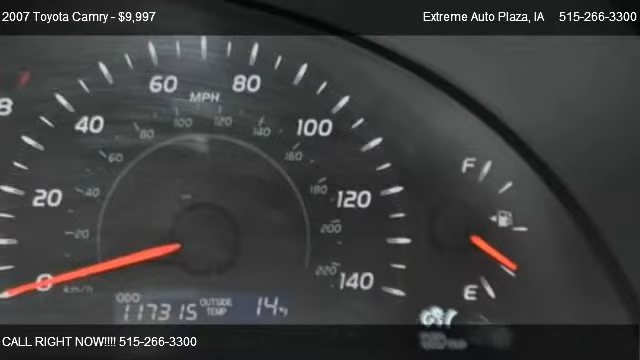 2007 Toyota Camry - $9,997
Extreme Auto Plaza, IA 515-266-3300
8
60 80
MPH
40 100
80 100 120 140
60 160
20 120
40 180
20 200
0 140
km/h 220
F
E
ODO
117315 OUTSIDE TEMP 14°F
CALL RIGHT NOW!!!! 515-266-3300